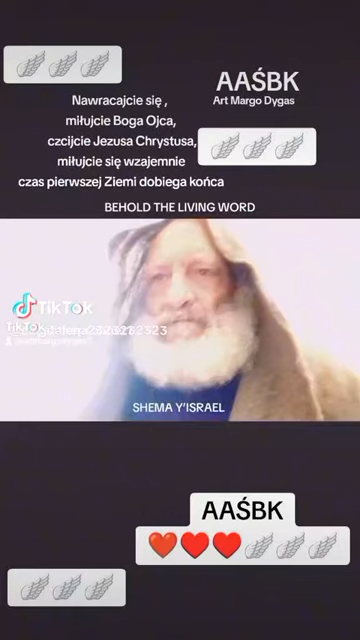 AAŚBK
Art Margo Dygas
Nawracajcie się ,
miłujcie Boga Ojca,
czcijcie Jezusa Chrystusa,
miłujcie się wzajemnie
czas pierwszej Ziemi dobiega końca
BEHOLD THE LIVING WORD
TikTok
TikTok
SHEMA Y'ISRAEL
AAŚBK